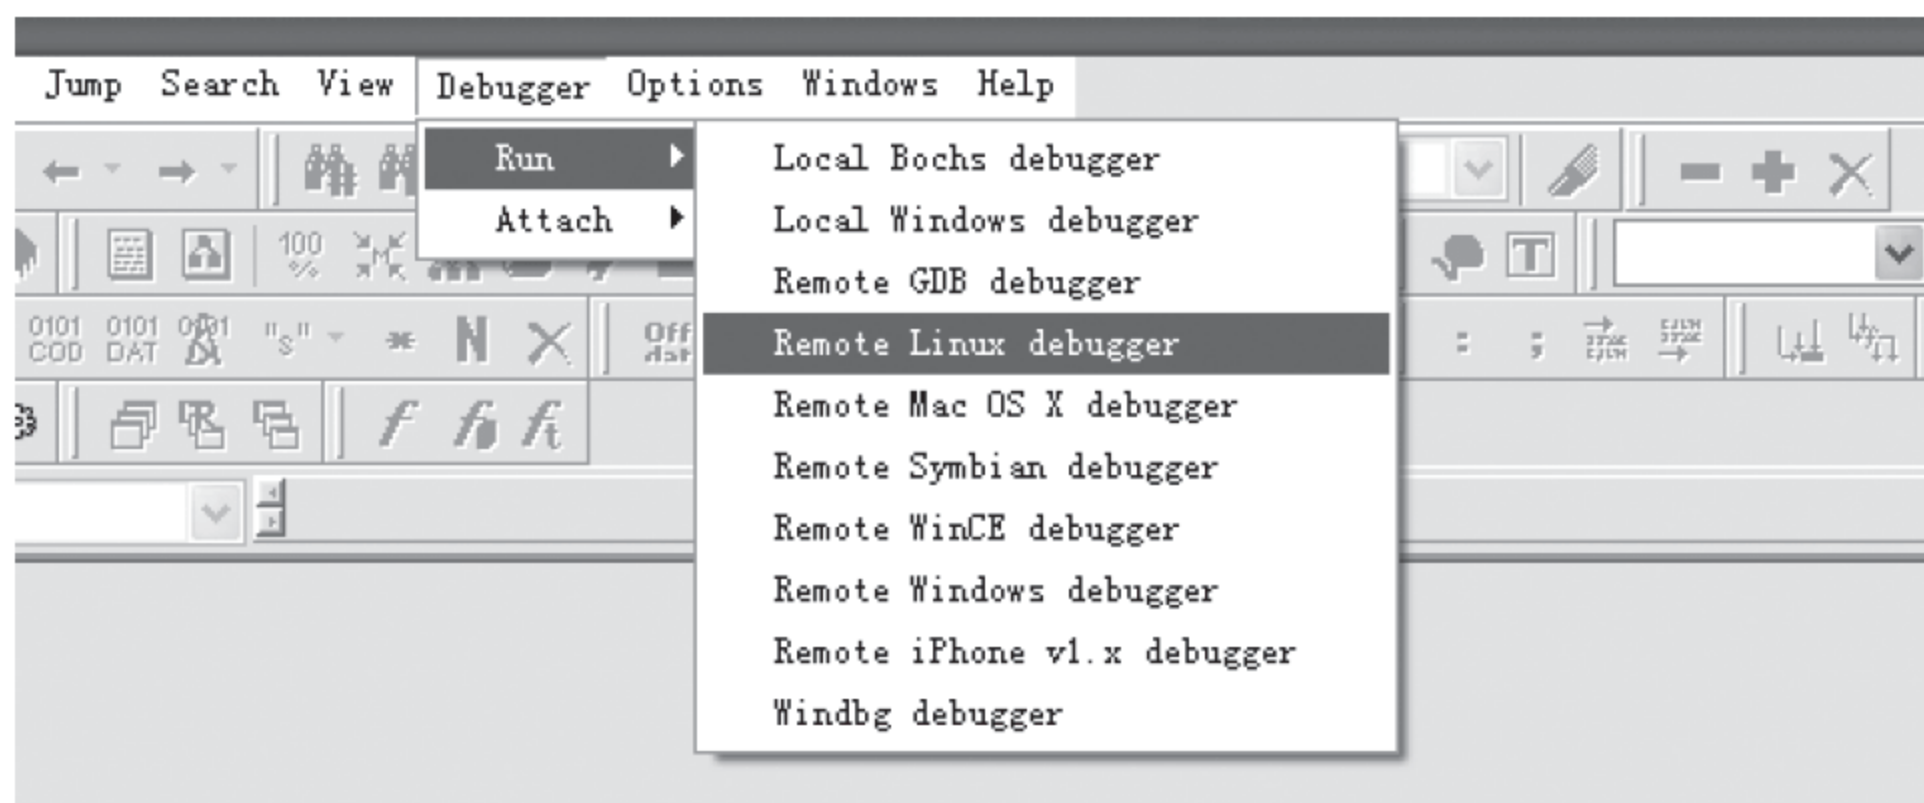 Jump Search View Debugger Options Windows Help
Run
Attach
Local Bochs debugger
Local Windows debugger
Remote GDB debugger
Remote Linux debugger
Remote Mac OS X debugger
Remote Symbian debugger
Remote WinCE debugger
Remote Windows debugger
Remote iPhone v1.x debugger
Windbg debugger
100
%
M
T
0101
COD
0101
DAT
"s"
N
Off
:
;
f